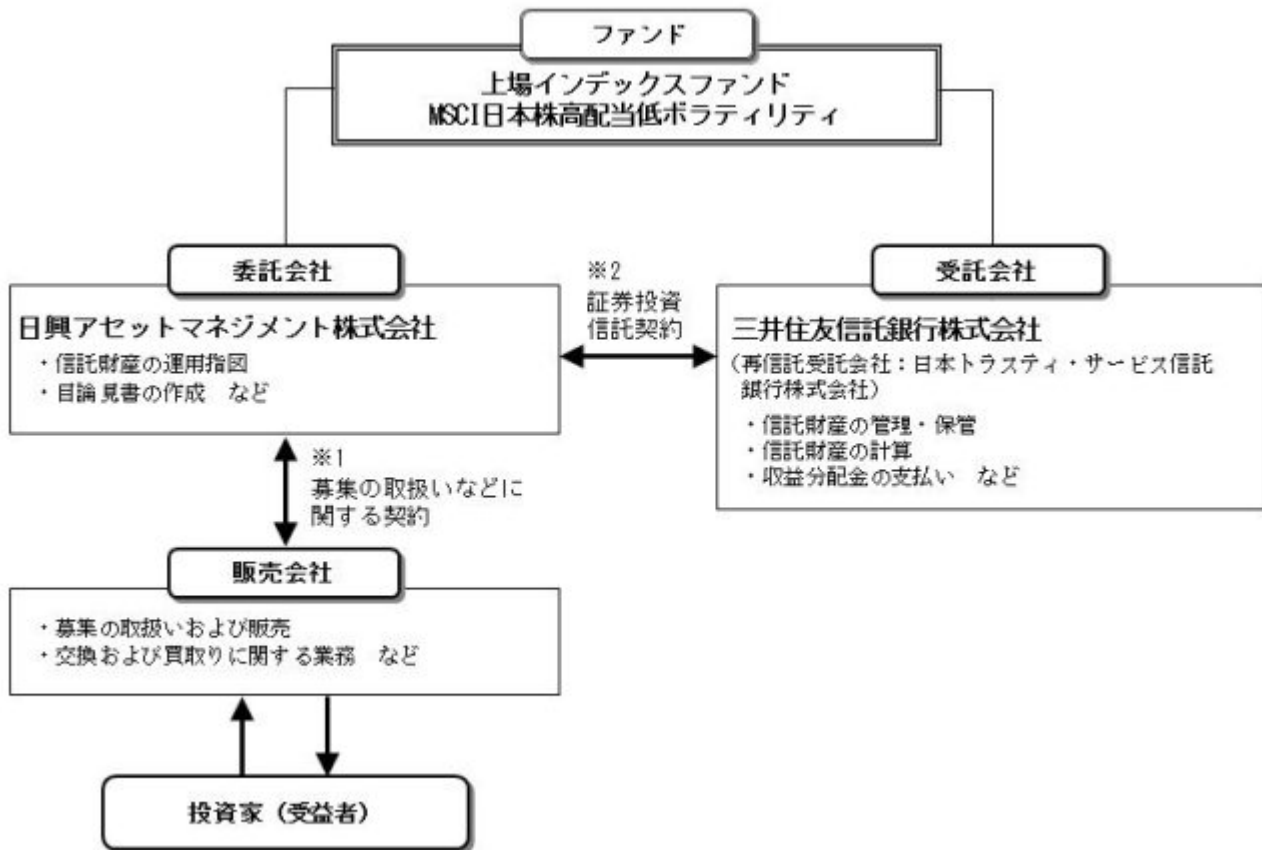 ファンド
上場インデックスファンド
MSCI日本株高配当低ボラティリティ
委託会社
日興アセットマネジメント株式会社
・信託財産の運用指図
・目論見書の作成　など
※2
証券投資
信託契約
受託会社
三井住友信託銀行株式会社
（再信託受託会社：日本トラスティ・サービス信託
銀行株式会社）
・信託財産の管理・保管
・信託財産の計算
・収益分配金の支払い　など
※1
募集の取扱いなどに
関する契約
販売会社
・募集の取扱いおよび販売
・交換および買取りに関する業務　など
投資家（受益者）